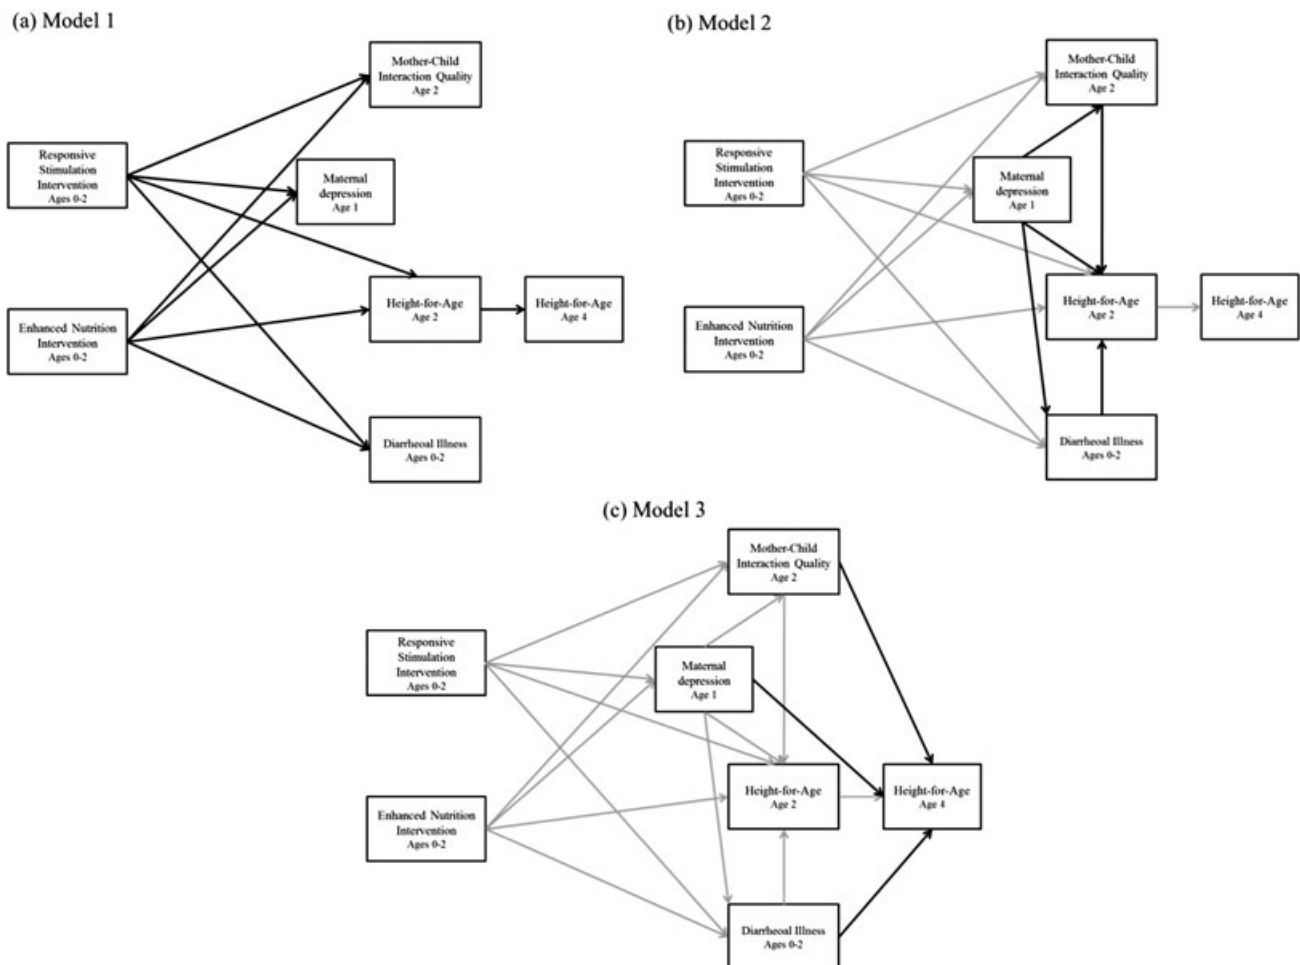 (a) Model 1
Mother-Child
Interaction Quality
Age 2
Responsive
Stimulation
Intervention
Ages 0-2
Maternal
depression
Age 1
Height-for-Age
Age 2
Height-for-Age
Age 4
Enhanced Nutrition
Intervention
Ages 0-2
Diarrheoal Illness
Ages 0-2
(b) Model 2
Mother-Child
Interaction Quality
Age 2
Responsive
Stimulation
Intervention
Ages 0-2
Maternal
depression
Age 1
Height-for-Age
Age 2
Height-for-Age
Age 4
Enhanced Nutrition
Intervention
Ages 0-2
Diarrheoal Illness
Ages 0-2
(c) Model 3
Mother-Child
Interaction Quality
Age 2
Responsive
Stimulation
Intervention
Ages 0-2
Maternal
depression
Age 1
Height-for-Age
Age 2
Height-for-Age
Age 4
Enhanced Nutrition
Intervention
Ages 0-2
Diarrheoal Illness
Ages 0-2